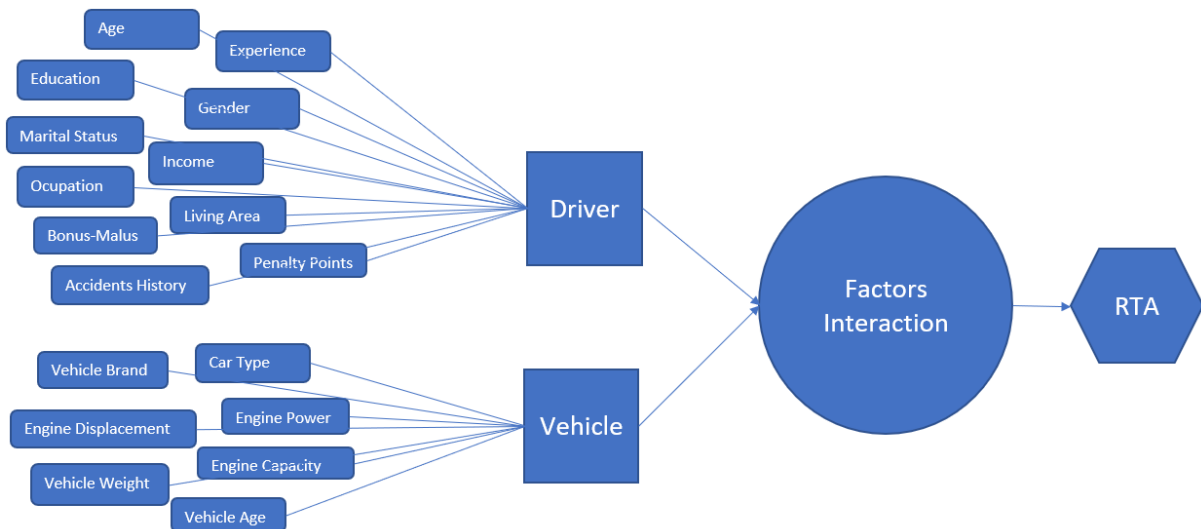 Age
Experience
Education
Gender
Marital Status
Income
Ocupation
Living Area
Bonus-Malus
Penalty Points
Accidents History
Driver
Factors
Interaction
RTA
Car Type
Vehicle Brand
Engine Power
Engine Displacement
Vehicle
Engine Capacity
Vehicle Weight
Vehicle Age